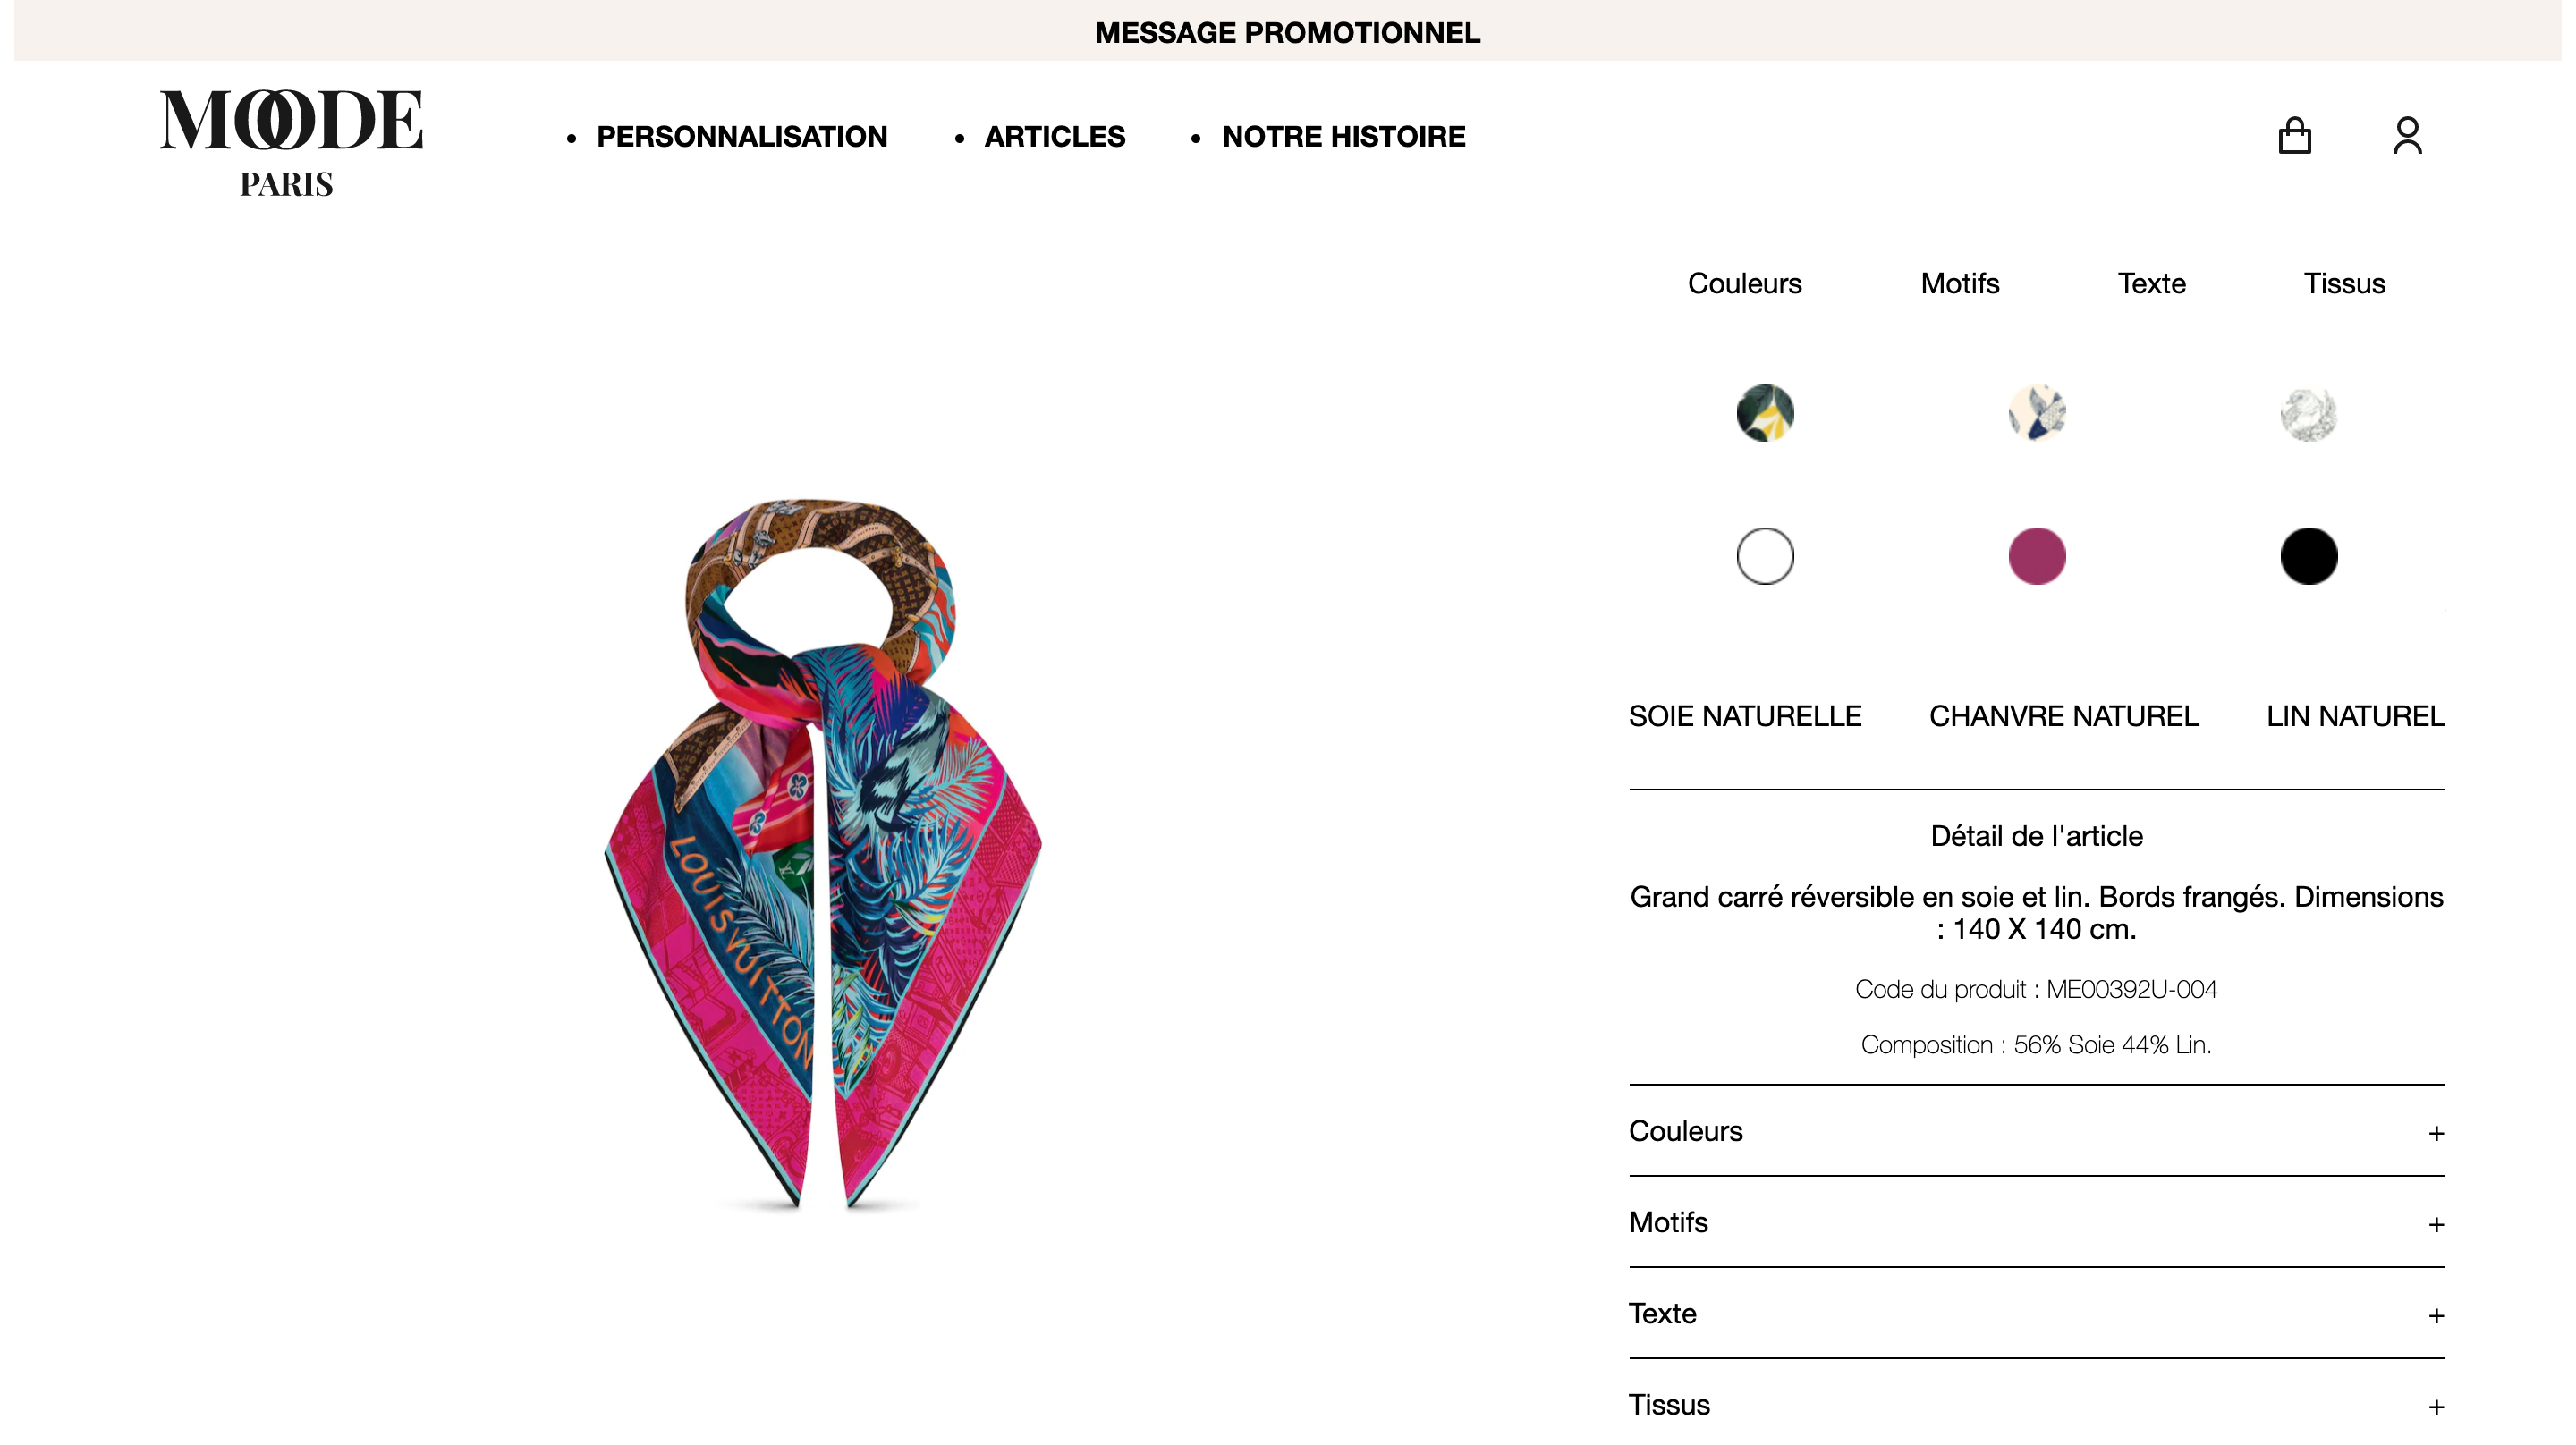 MESSAGE PROMOTIONNEL
MOODE
PARIS
PERSONNALISATION
ARTICLES
NOTRE HISTOIRE
Couleurs
Motifs
Texte
Tissus
LOUIS VUITTON
SOIE NATURELLE
CHANVRE NATUREL
LIN NATUREL
Détail de l'article
Grand carré réversible en soie et lin. Bords frangés. Dimensions
: 140 X 140 cm.
Code du produit : ME00392U-004
Composition : 56% Soie 44% Lin.
Couleurs +
Motifs +
Texte +
Tissus +